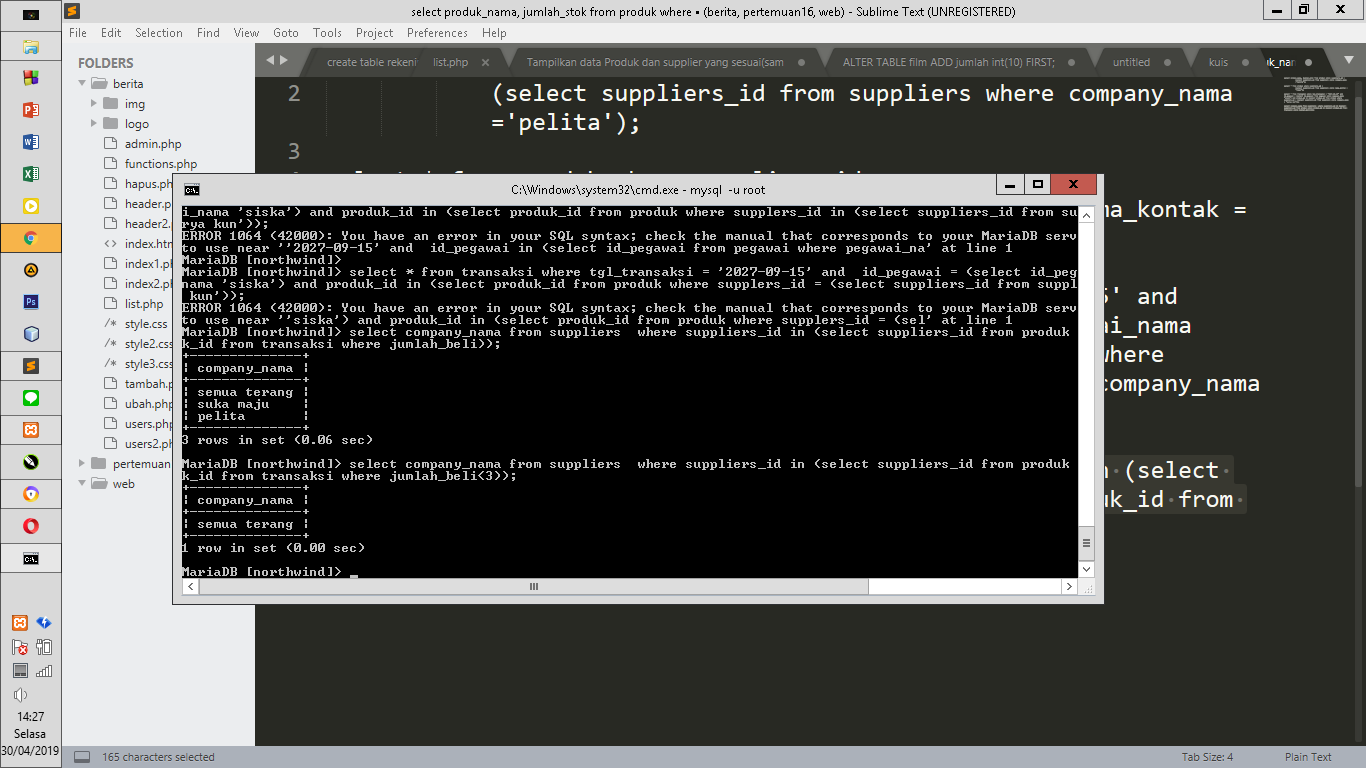 select produk_nama, jumlah_stok from produk where • (berita, pertemuan16, web) - Sublime Text (UNREGISTERED)
File Edit Selection Find View Goto Tools Project Preferences Help
FOLDERS
berita
img
logo
admin.php
functions.php
hapus.ph
header.p
header2.
index.htm
index1.p
index2.p
list.php
style.css
style2.css
style3.css
tambah.p
ubah.php
users.php
users2.ph
pertemuan
web
create table rekeni
list.php
Tampilkan data Produk dan supplier yang sesuai(sam
ALTER TABLE film ADD jumlah int(10) FIRST;
untitled
kuis
uk_nar
2 (select suppliers_id from suppliers where company_nama
='pelita');
3
ma_kontak =
5' and
ai_nama
where
company_nama
n (select
uk_id from
C:\Windows\system32\cmd.exe - mysql -u root
i_nama 'siska') and produk_id in (select produk_id from produk where supplers_id in (select suppliers_id from su
rya kun'));
ERROR 1064 (42000): You have an error in your SQL syntax; check the manual that corresponds to your MariaDB serv
to use near ''2027-09-15' and  id_pegawai in (select id_pegawai from pegawai where pegawai_na' at line 1
MariaDB [northwind]>
MariaDB [northwind]> select * from transaksi where tgl_transaksi = '2027-09-15' and  id_pegawai = (select id_peg
nama 'siska') and produk_id in (select produk_id from produk where supplers_id = (select suppliers_id from suppl
kun'));
ERROR 1064 (42000): You have an error in your SQL syntax; check the manual that corresponds to your MariaDB serv
to use near ''siska') and produk_id in (select produk_id from produk where supplers_id = (sel' at line 1
MariaDB [northwind]> select company_nama from suppliers  where suppliers_id in (select suppliers_id from produk
k_id from transaksi where jumlah_beli));
+--------------+
| company_nama |
+--------------+
| semua terang |
| suka maju    |
| pelita       |
+--------------+
3 rows in set (0.06 sec)
MariaDB [northwind]> select company_nama from suppliers  where suppliers_id in (select suppliers_id from produk
k_id from transaksi where jumlah_beli<3));
+--------------+
| company_nama |
+--------------+
| semua terang |
+--------------+
1 row in set (0.00 sec)
MariaDB [northwind]> _
14:27
Selasa
30/04/2019
165 characters selected
Tab Size: 4
Plain Text